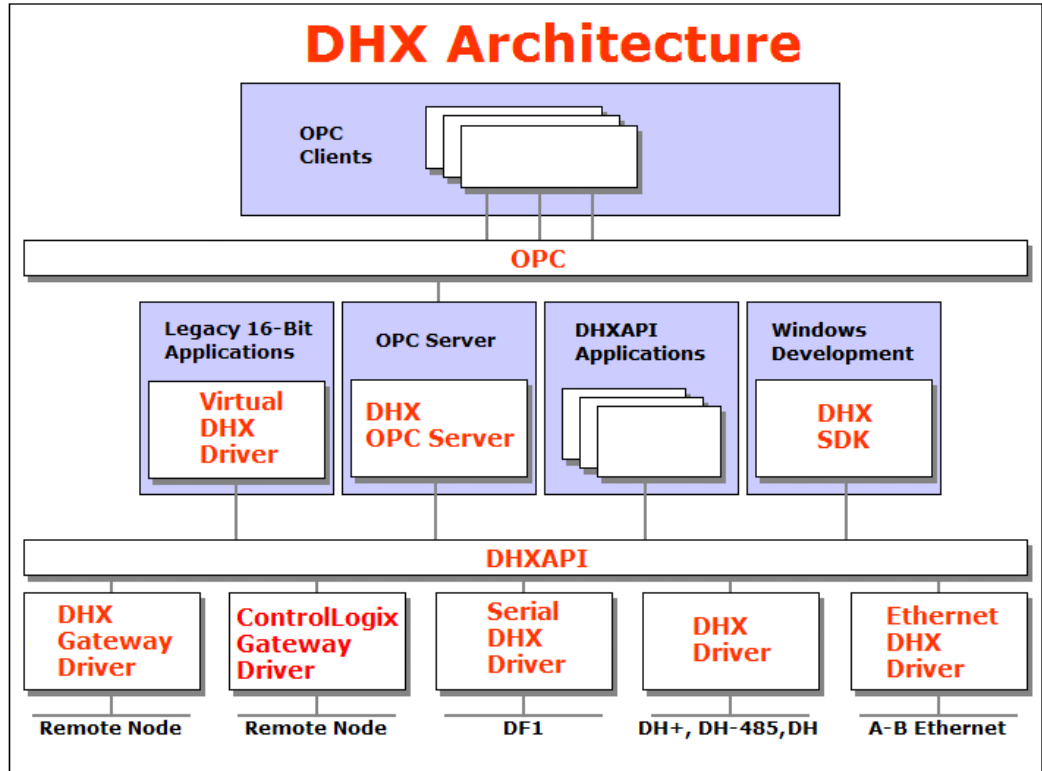 DHX Architecture
OPC
Clients
OPC
Legacy 16-Bit
Applications
Virtual
DHX
Driver
OPC Server
DHX
OPC Server
DHXAPI
Applications
Windows
Development
DHX
SDK
DHXAPI
DHX
Gateway
Driver
ControlLogix
Gateway
Driver
Serial
DHX
Driver
DHX
Driver
Ethernet
DHX
Driver
Remote Node
Remote Node
DF1
DH+, DH-485,DH
A-B Ethernet